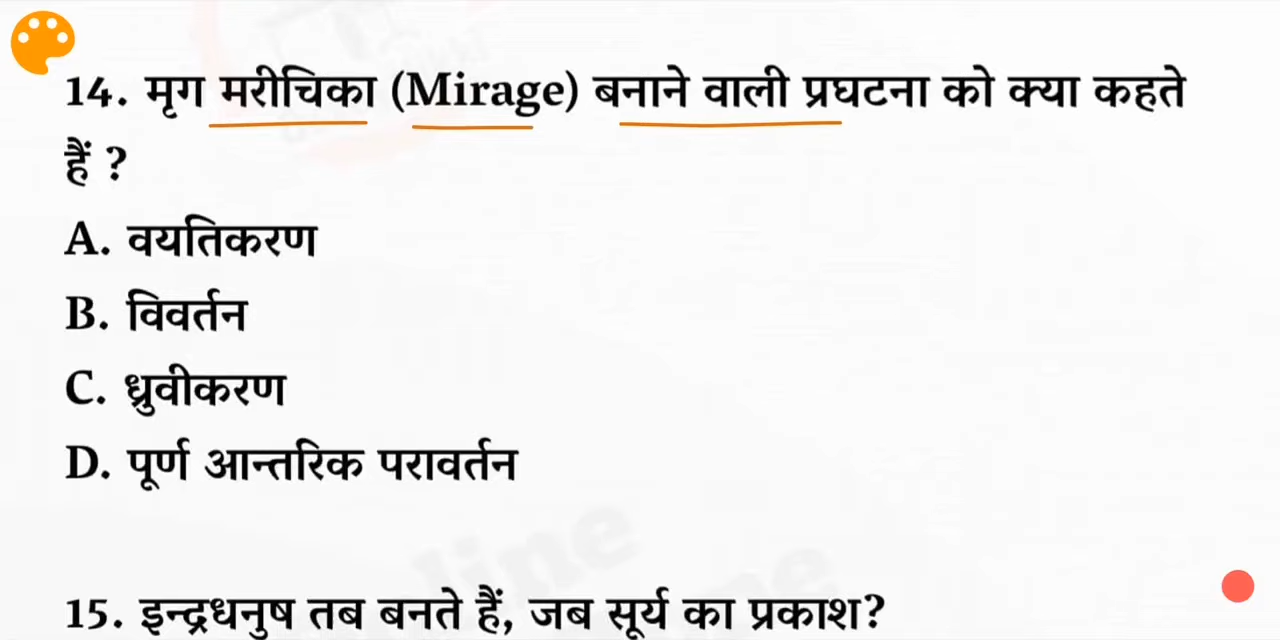 14. मृग मरीचिका (Mirage) बनाने वाली प्रघटना को क्या कहते
हैं ?
A. वयतिकरण
B. विवर्तन
C. ध्रुवीकरण
D. पूर्ण आन्तरिक परावर्तन
15. इन्द्रधनुष तब बनते हैं, जब सूर्य का प्रकाश?